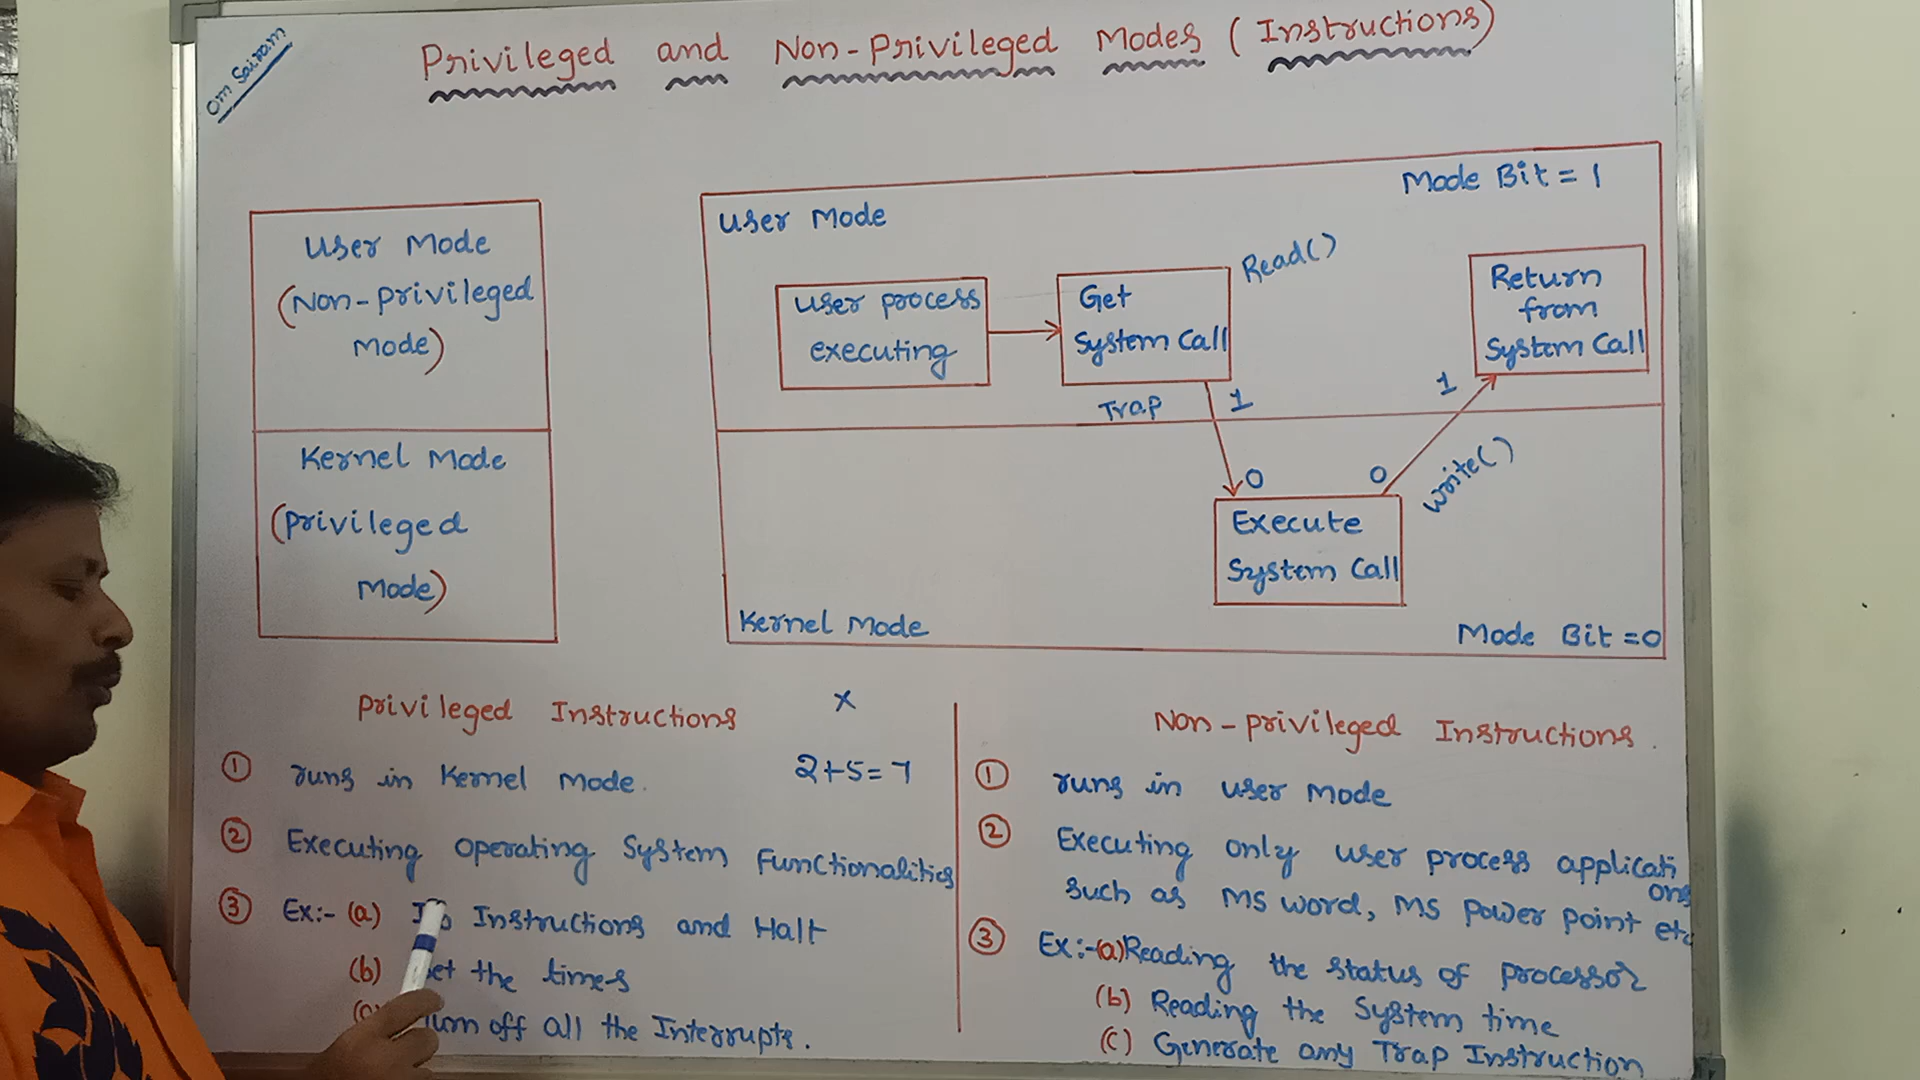 Om Sairam
Privileged and Non-Privileged Modes (Instructions)
User Mode
(Non-privileged
Mode)
Kernel Mode
(privileged
Mode)
User Mode
Mode Bit = 1
User process
executing
Get
System Call
Read()
Return
from
System Call
Trap
1
1
0
0
Write()
Execute
System Call
Kernel Mode
Mode Bit =0
Privileged Instructions
x
2+5=7
① runs in Kernel Mode.
② Executing operating System Functionalities
③ Ex:- (a) Instructions and Halt
(b) the
off all the Interrupts.
Non-privileged Instructions.
① runs in user Mode
② Executing only user process applicati
ons
such as MS word, MS Power point etc
③ Ex:-(a)Reading the status of processor
(b) Reading the System time
(c) Generate any Trap Instruction